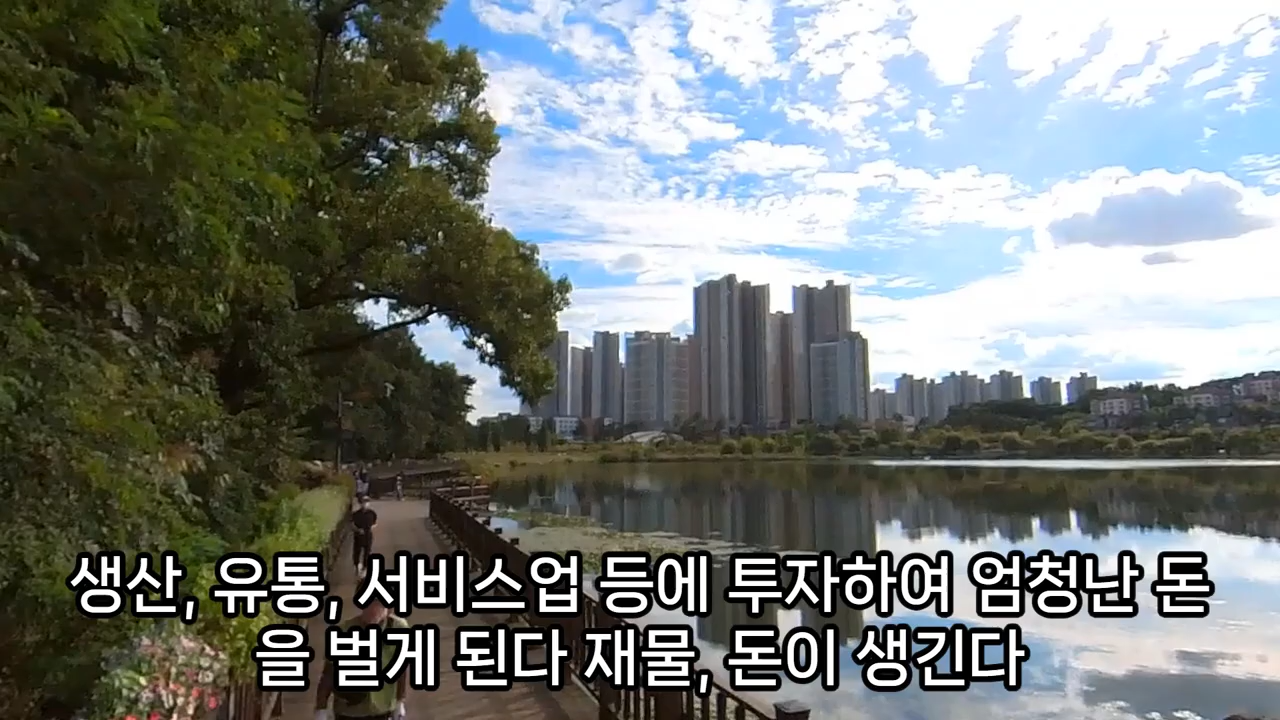 생산, 유통, 서비스업 등에 투자하여 엄청난 돈
을 벌게 된다 재물, 돈이 생긴다